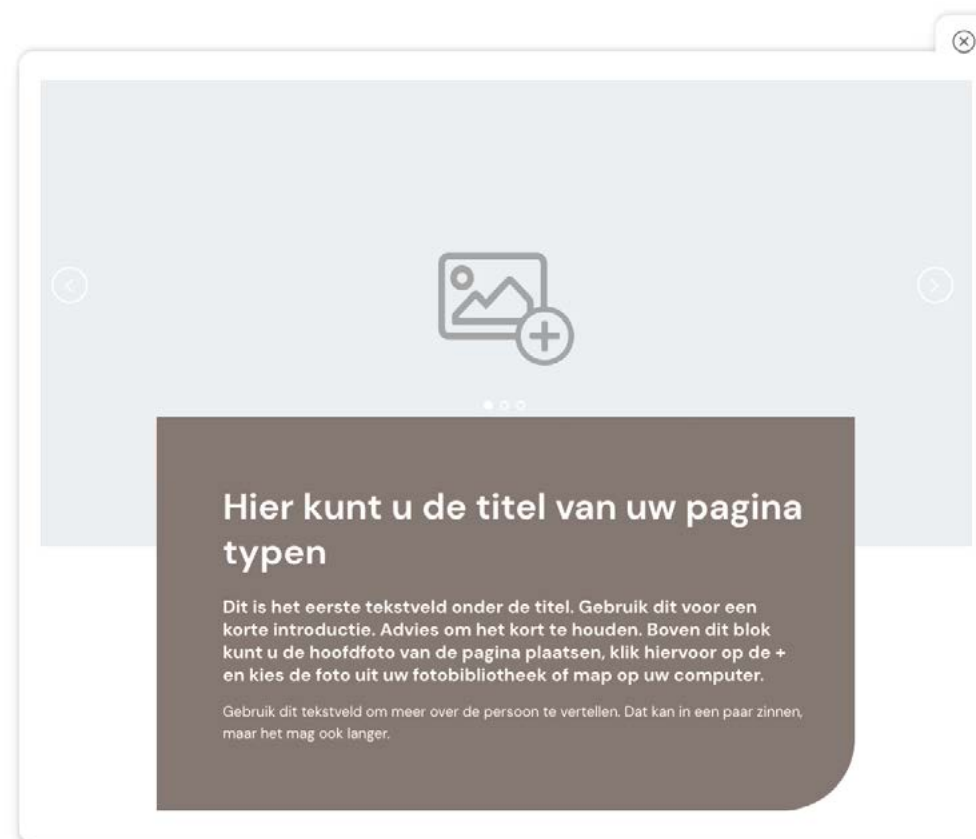 Hier kunt u de titel van uw pagina
typen
Dit is het eerste tekstveld onder de titel. Gebruik dit voor een
korte introductie. Advies om het kort te houden. Boven dit blok
kunt u de hoofdfoto van de pagina plaatsen, klik hiervoor op de +
en kies de foto uit uw fotobibliotheek of map op uw computer.
Gebruik dit tekstveld om meer over de persoon te vertellen. Dat kan in een paar zinnen,
maar het mag ook langer.